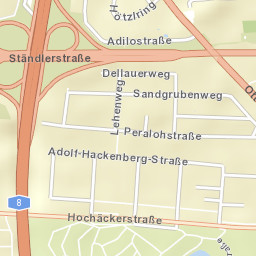 Hötzlring
Adilostraße
Ständlerstraße
Dellauerweg
Sandgrubenweg
Lehenweg
Peralohstraße
Adolf-Hackenberg-Straße
8
Hochäckerstraße